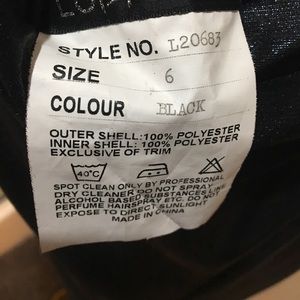 STYLE NO. L20683
SIZE 6
COLOUR BLACK
OUTER SHELL:100% POLYESTER
INNER SHELL: 100% POLYESTER
EXCLUSIVE OF TRIM
40°C
SPOT CLEAN ONLY BY PROFESSIONAL
DRY CLEANER DO NOT SPRAY
ALCOHOL BASED SUBSTANCES LIKE
PERFUME HAIRSPRAY ETC. DO NOT
EXPOSE TO DIRECT SUNLIGHT
MADE IN CHINA